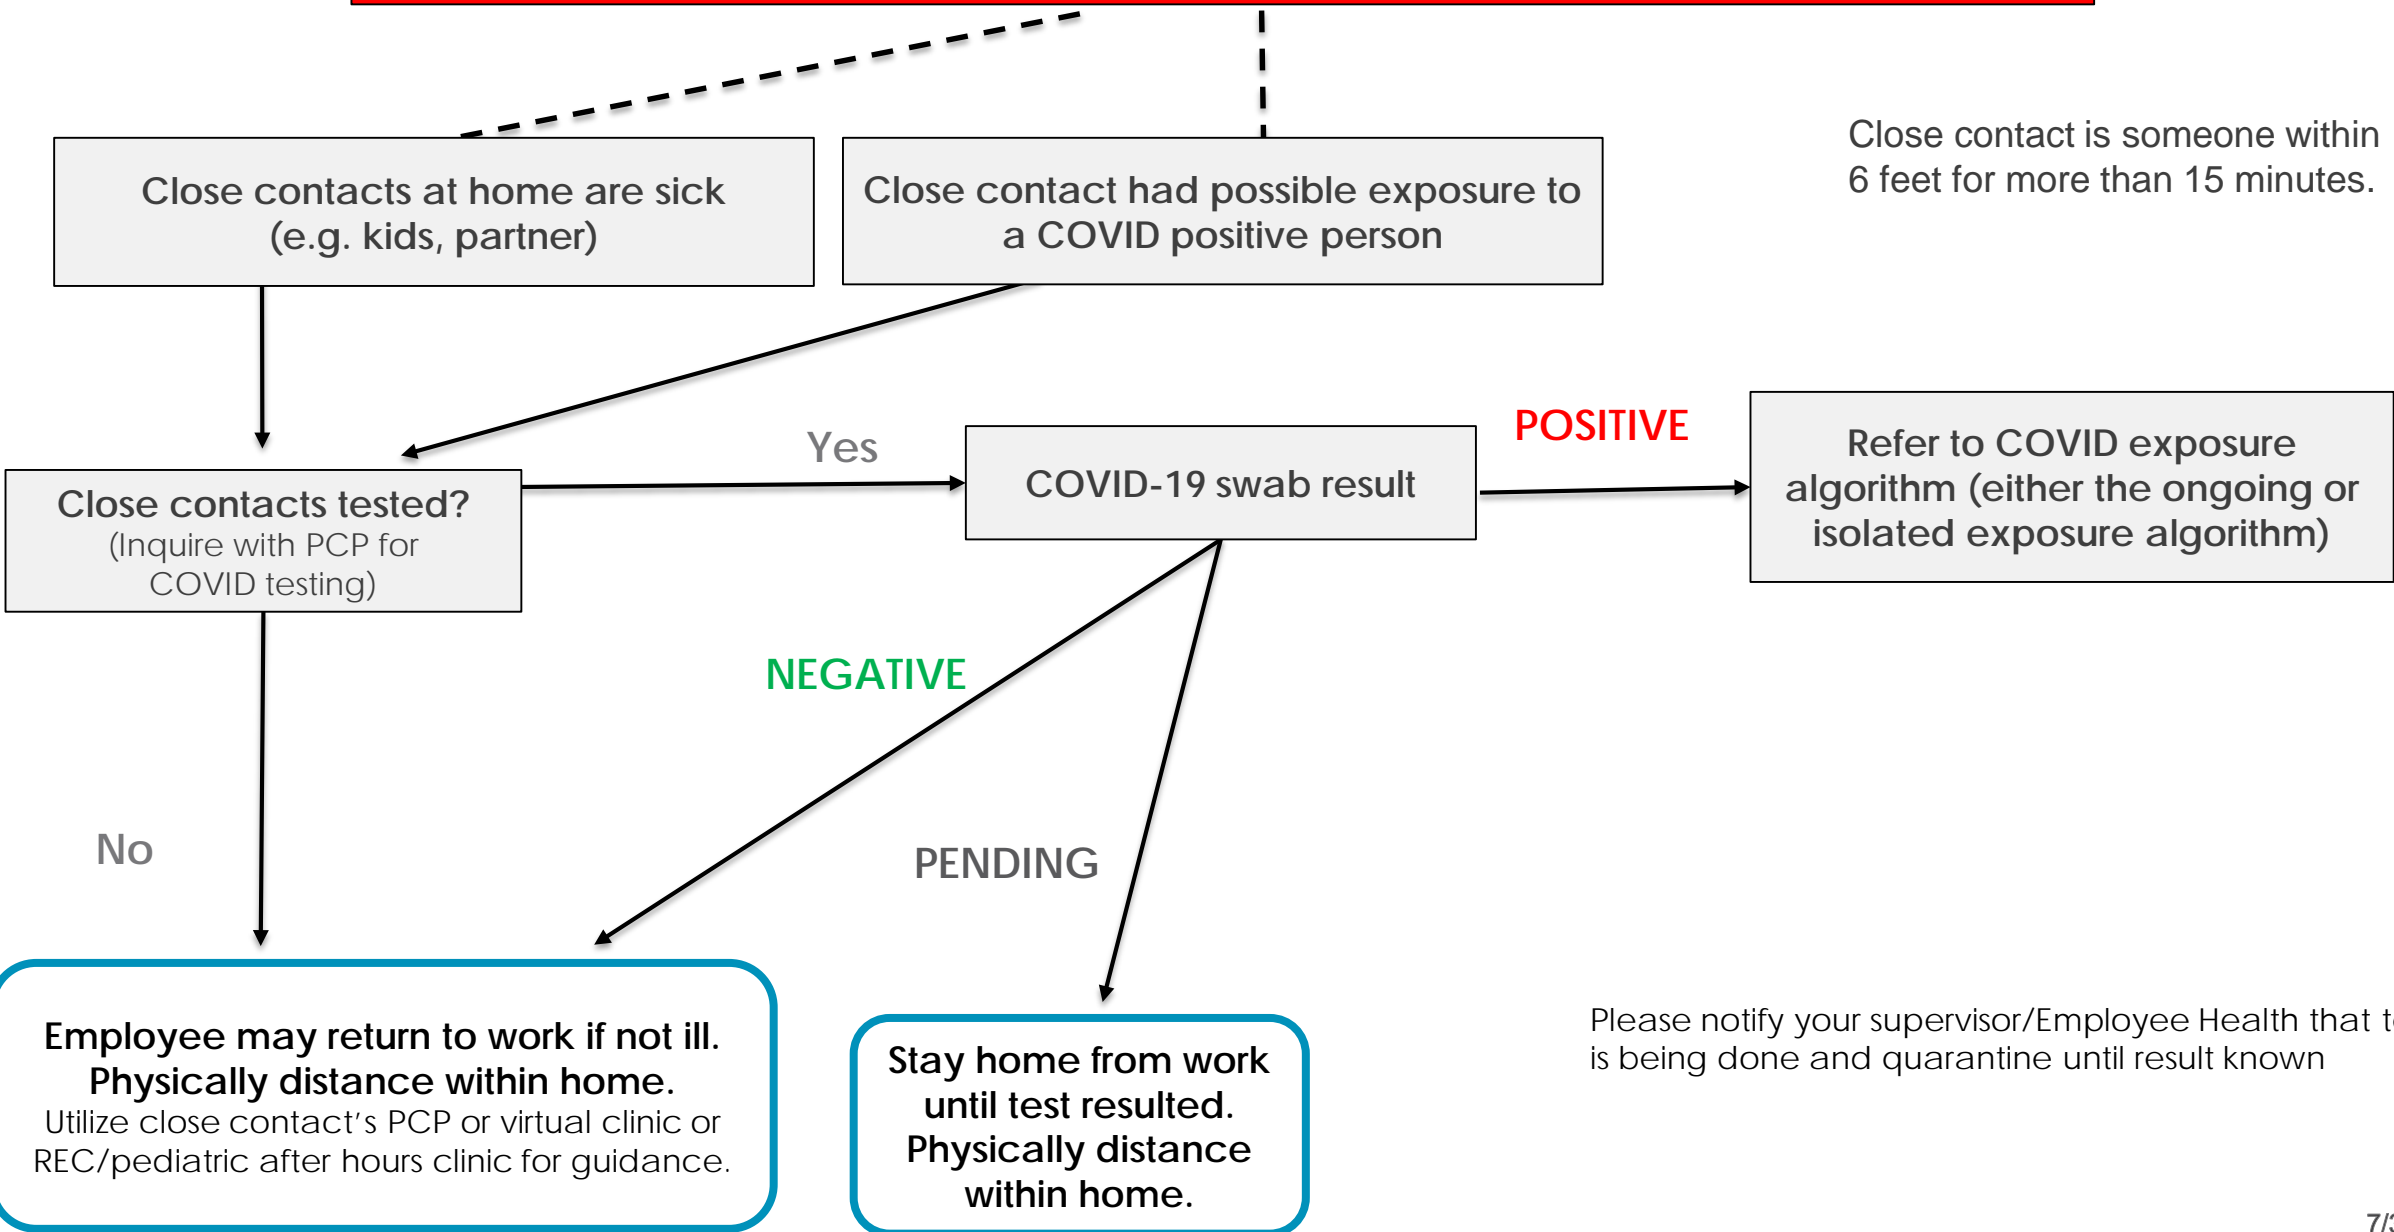 Close contact is someone within
6 feet for more than 15 minutes.
Close contacts at home are sick
(e.g. kids, partner)
Close contact had possible exposure to
a COVID positive person
Yes
POSITIVE
Close contacts tested?
(Inquire with PCP for
COVID testing)
COVID-19 swab result
Refer to COVID exposure
algorithm (either the ongoing or
isolated exposure algorithm)
NEGATIVE
No
PENDING
Employee may return to work if not ill.
Physically distance within home.
Utilize close contact’s PCP or virtual clinic or
REC/pediatric after hours clinic for guidance.
Stay home from work
until test resulted.
Physically distance
within home.
Please notify your supervisor/Employee Health that
is being done and quarantine until result known